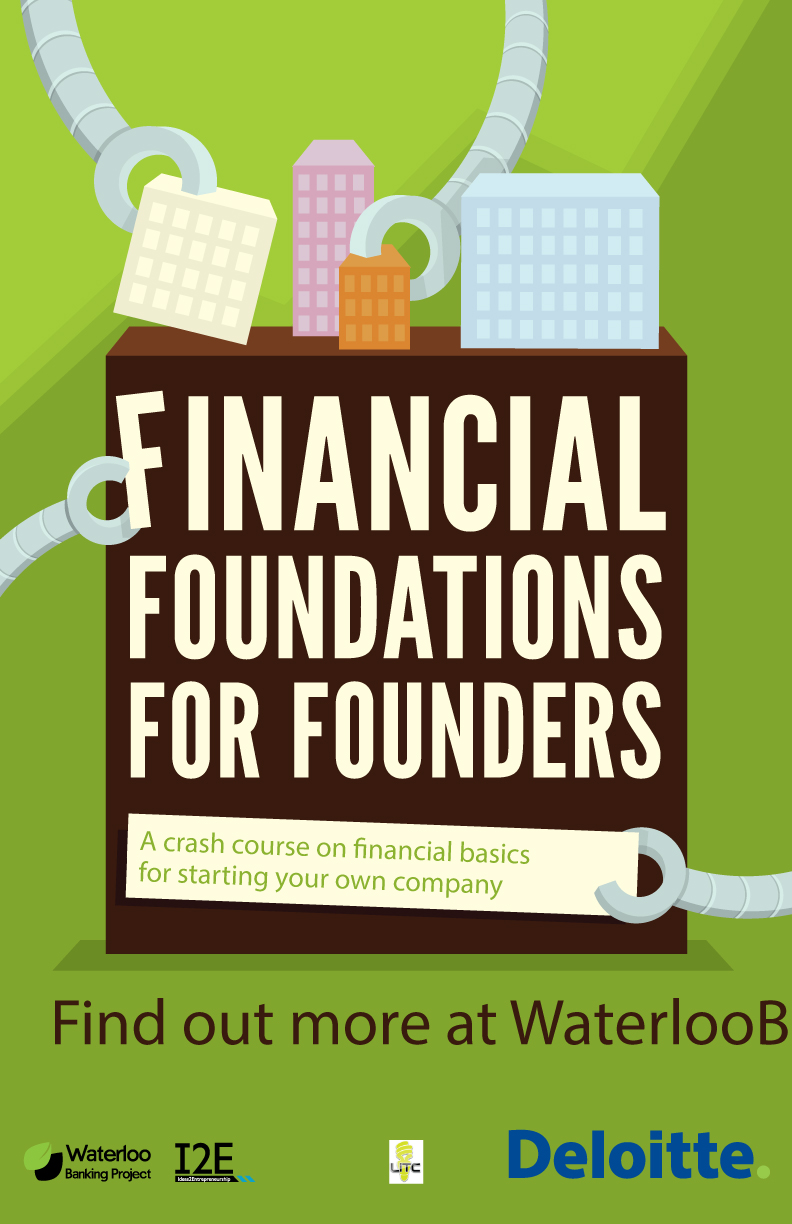 FINANCIAL
FOUNDATIONS
FOR FOUNDERS
A crash course on financial basics
for starting your own company
Find out more at WaterlooB
Waterloo
Banking Project
I2E
Ideas2Entrepreneurship
LITC
Deloitte.